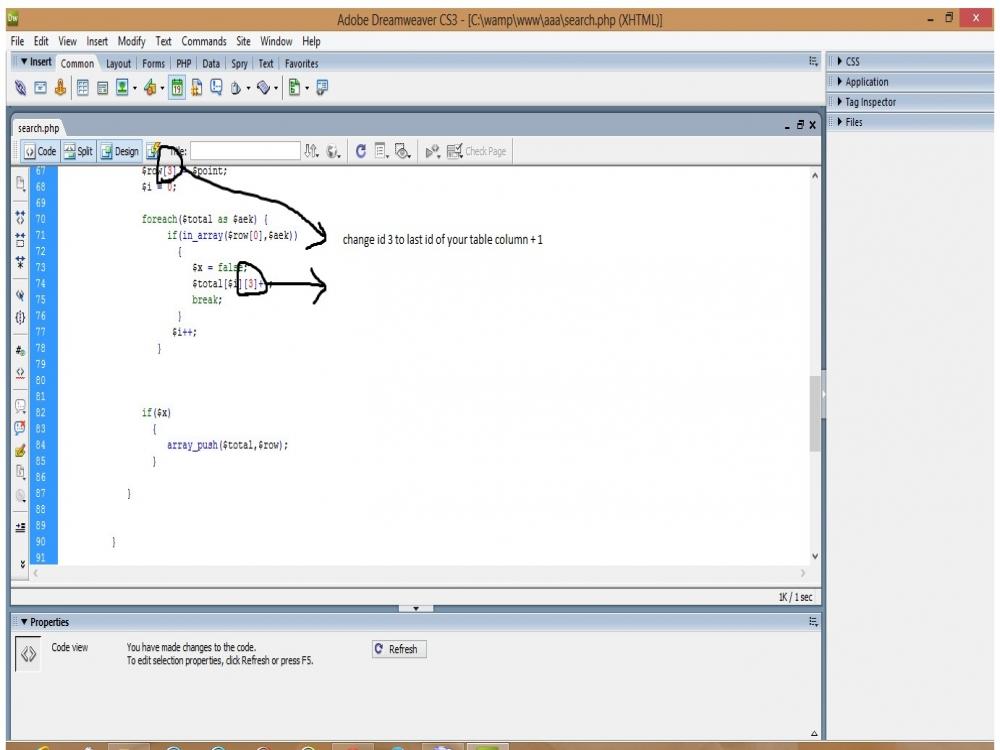 Dw
Adobe Dreamweaver CS3 - [C:\wamp\www\aaa\search.php (XHTML)]
File Edit View Insert Modify Text Commands Site Window Help
▼ Insert Common Layout Forms PHP Data Spry Text Favorites
CSS
Application
Tag Inspector
Files
search.php
Code Split Design Check Page
67 $row[3] = $point;
68 $i = 0;
69
70 foreach($total as $aek) {
71 if(in_array($row[0],$aek))
change id 3 to last id of your table column + 1
72 {
73 $x = false;
74 $total[$i][3]++;
75 break;
76 }
77 $i++;
78 }
79
80
81
82 if($x)
83 {
84 array_push($total,$row);
85 }
86
87 }
88
89
90 }
91
1K / 1 sec
▼ Properties
Code view You have made changes to the code. Refresh
To edit selection properties, click Refresh or press F5.